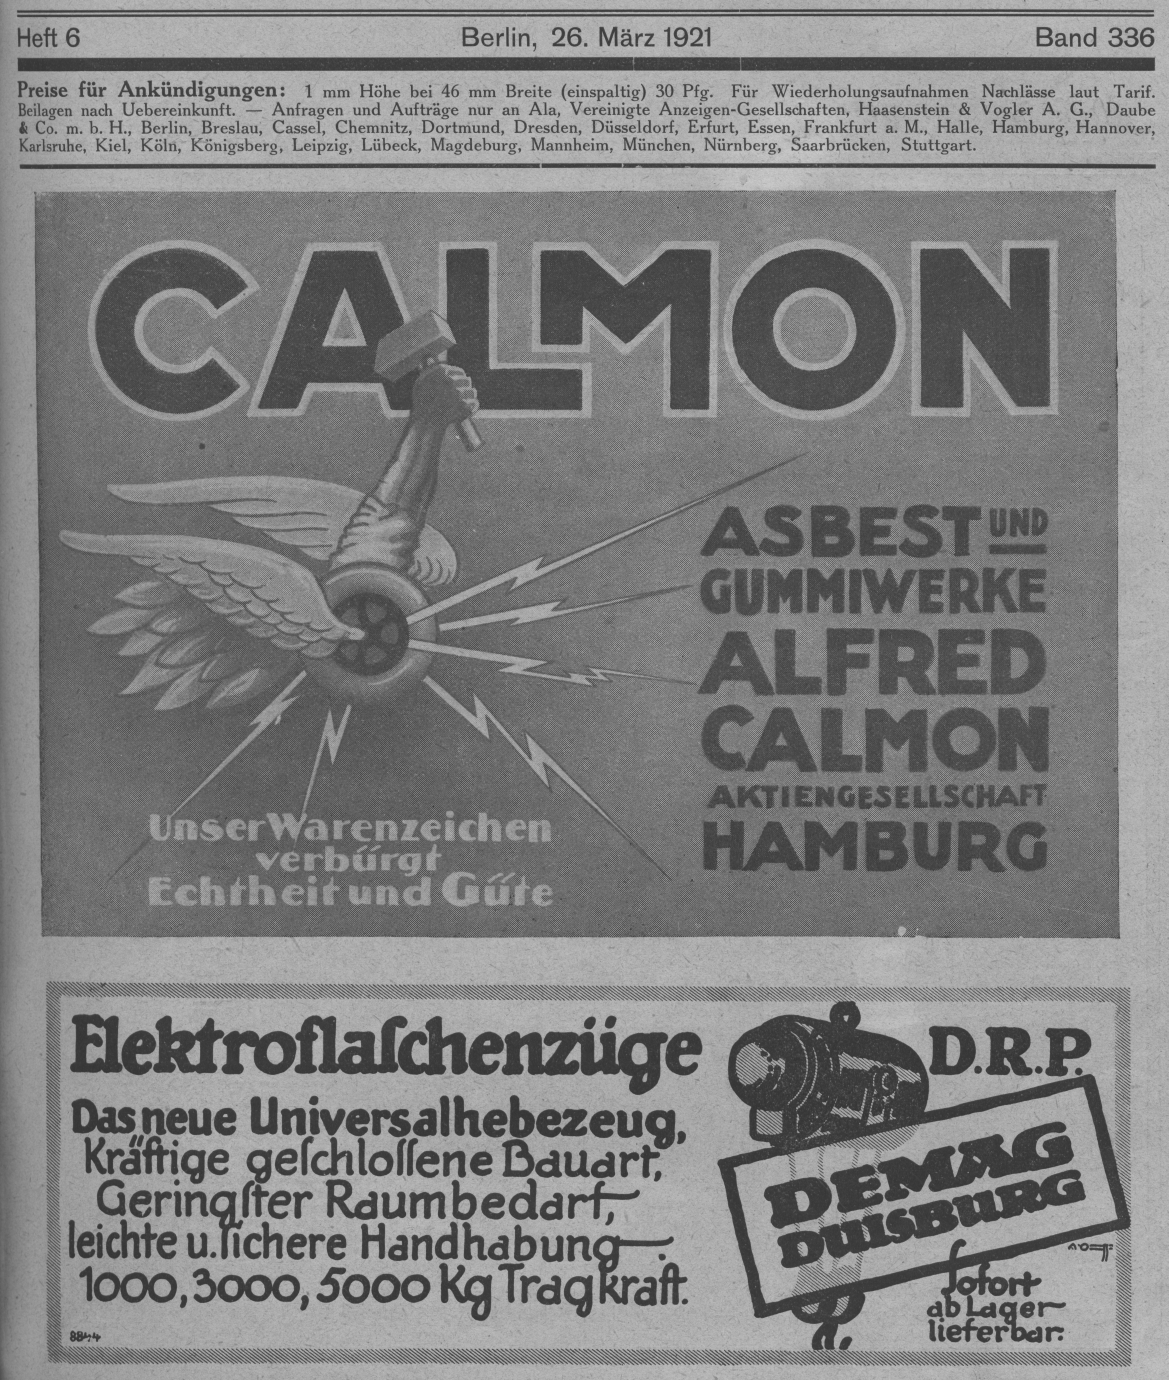 Heft 6 Berlin, 26. März 1921 Band 336
Preise für Ankündigungen: 1 mm Höhe bei 46 mm Breite (einspaltig) 30 Pfg. Für Wiederholungsaufnahmen Nachlässe laut Tarif.
Beilagen nach Uebereinkunft. — Anfragen und Aufträge nur an Ala, Vereinigte Anzeigen-Gesellschaften, Haasenstein & Vogler A. G., Daube
& Co. m. b. H., Berlin, Breslau, Cassel, Chemnitz, Dortmund, Dresden, Düsseldorf, Erfurt, Essen, Frankfurt a. M., Halle, Hamburg, Hannover,
Karlsruhe, Kiel, Köln, Königsberg, Leipzig, Lübeck, Magdeburg, Mannheim, München, Nürnberg, Saarbrücken, Stuttgart.
CALMON
ASBEST UND
GUMMIWERKE
ALFRED
CALMON
AKTIENGESELLSCHAFT
HAMBURG
Unser Warenzeichen
verbürgt
Echtheit und Güte
Elektroflaſchenzüge
Das neue Universalhebezeug,
Kräftige geſchloſſene Bauart,
Geringſter Raumbedarf,
leichte u. ſichere Handhabung.
1000, 3000, 5000 Kg Tragkraft.
D.R.P.
DEMAG
DUISBURG
Sofort
ab Lager
lieferbar.